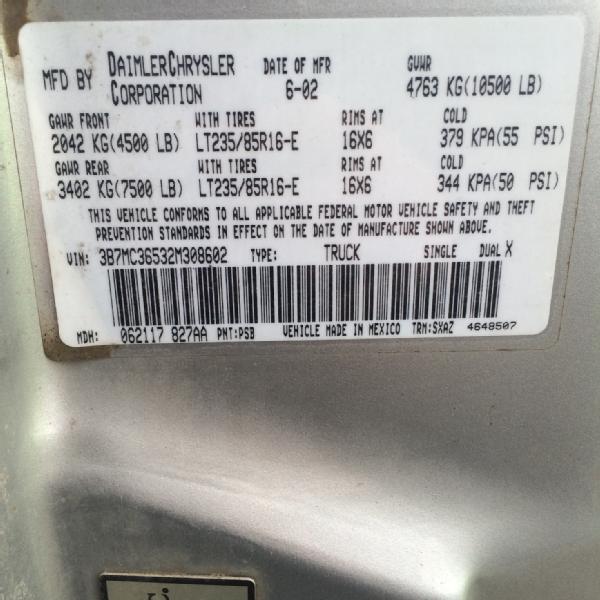 MFD BY DAIMLERCHRYSLER CORPORATION DATE OF MFR 6-02 GVWR 4763 KG(10500 LB)
GAWR FRONT WITH TIRES RIMS AT COLD
2042 KG(4500 LB) LT235/85R16-E 16X6 379 KPA(55 PSI)
GAWR REAR WITH TIRES RIMS AT COLD
3402 KG(7500 LB) LT235/85R16-E 16X6 344 KPA(50 PSI)
THIS VEHICLE CONFORMS TO ALL APPLICABLE FEDERAL MOTOR VEHICLE SAFETY AND THEFT
PREVENTION STANDARDS IN EFFECT ON THE DATE OF MANUFACTURE SHOWN ABOVE.
VIN: 3B7MC36532M308602 TYPE: TRUCK SINGLE DUAL X
MDH: 062117 827AA PNT:PSB VEHICLE MADE IN MEXICO TRM:SXAZ 4648507